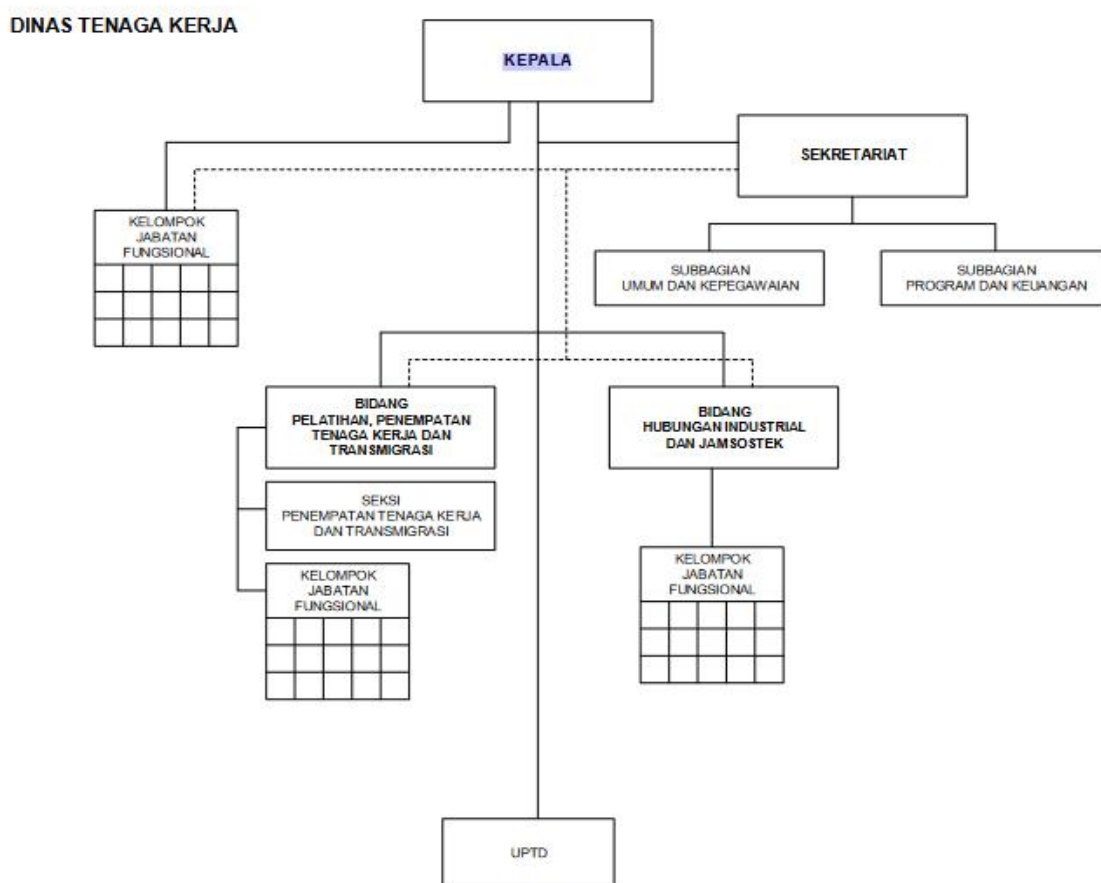 DINAS TENAGA KERJA
KEPALA
SEKRETARIAT
KELOMPOK
JABATAN
FUNGSIONAL
SUBBAGIAN
UMUM DAN KEPEGAWAIAN
SUBBAGIAN
PROGRAM DAN KEUANGAN
BIDANG
PELATIHAN, PENEMPATAN
TENAGA KERJA DAN
TRANSMIGRASI
BIDANG
HUBUNGAN INDUSTRIAL
DAN JAMSOSTEK
SEKSI
PENEMPATAN TENAGA KERJA
DAN TRANSMIGRASI
KELOMPOK
JABATAN
FUNGSIONAL
KELOMPOK
JABATAN
FUNGSIONAL
UPTD